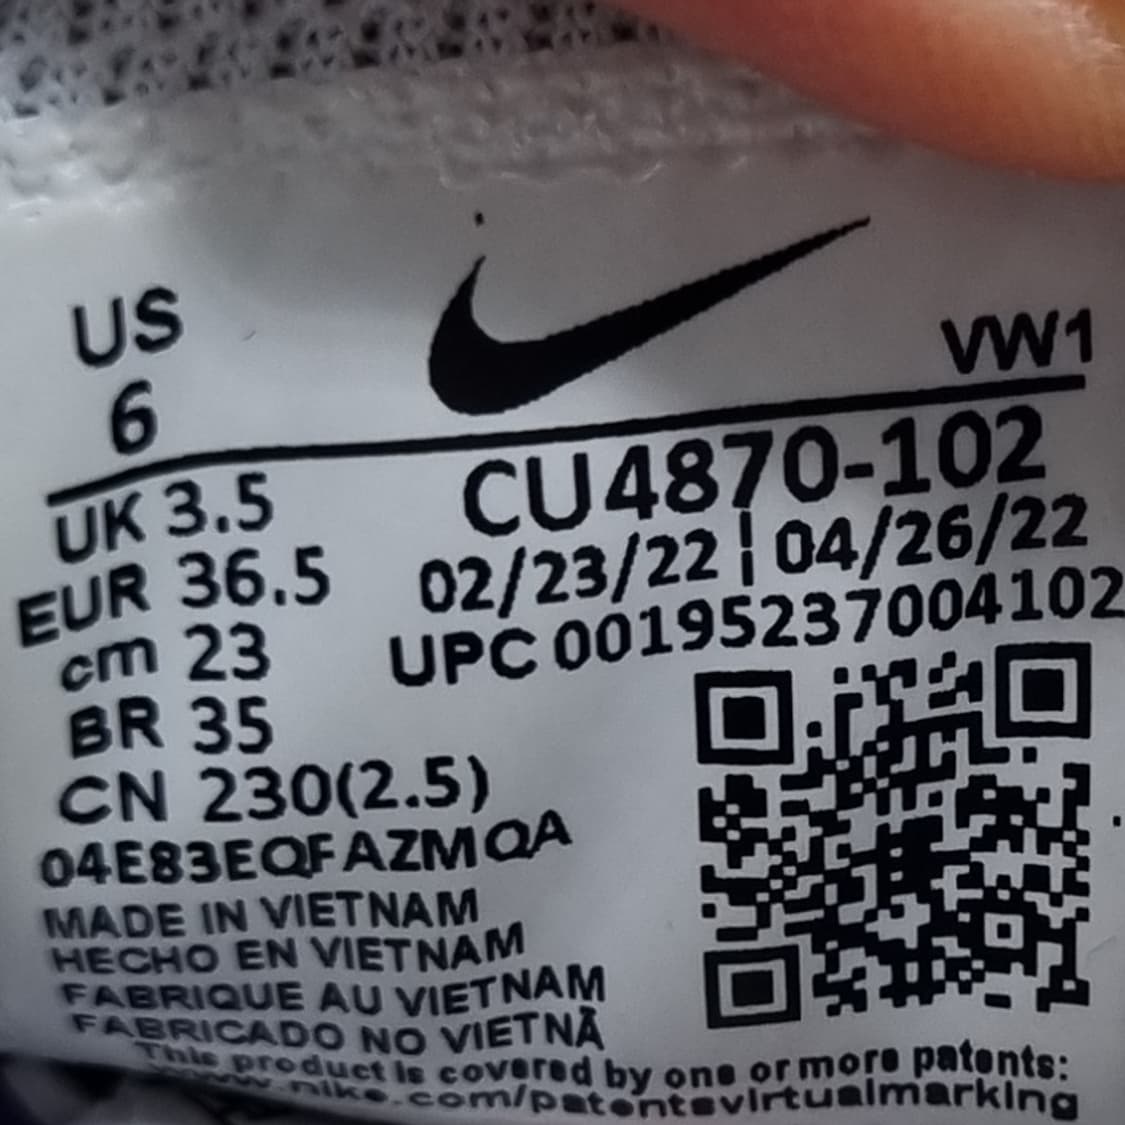 US
6
VW1
UK 3.5
EUR 36.5
cm 23
BR 35
CN 230(2.5)
CU4870-102
02/23/22 ¦ 04/26/22
UPC 00195237004102
04E83EQFAZMQA
MADE IN VIETNAM
HECHO EN VIETNAM
FABRIQUE AU VIETNAM
FABRICADO NO VIETNÃ
This product is covered by one or more patents:
www.nike.com/patentsvirtualmarking